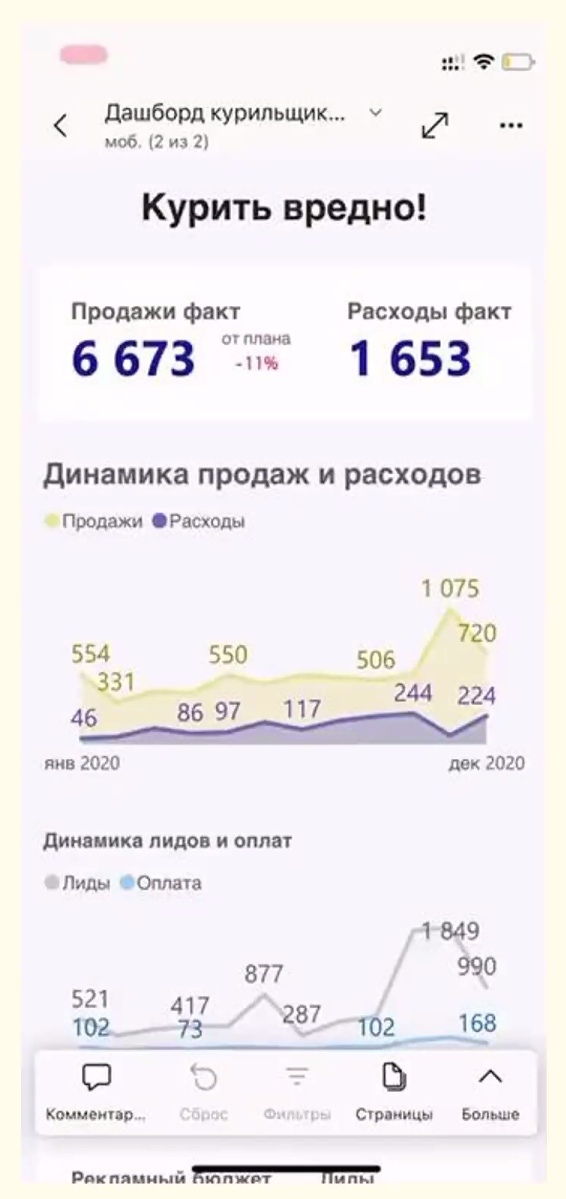 Дашборд курильщик...
моб. (2 из 2)
Курить вредно!
Продажи факт
6 673
от плана
-11%
Расходы факт
1 653
Динамика продаж и расходов
Продажи Расходы
1 075
720
554
550
506
331
244 224
46
86 97
117
янв 2020 дек 2020
Динамика лидов и оплат
Лиды Оплата
1 849
990
877
521
417
287
102
73
102
168
Комментар... Сброс Фильтры Страницы Больше
Рекламный бюджет Лиды